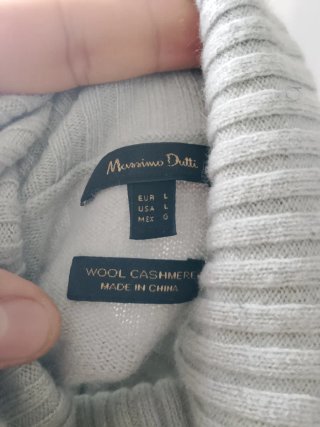 Massimo Dutti
EUR L
USA L
MEX G
WOOL CASHMERE
MADE IN CHINA